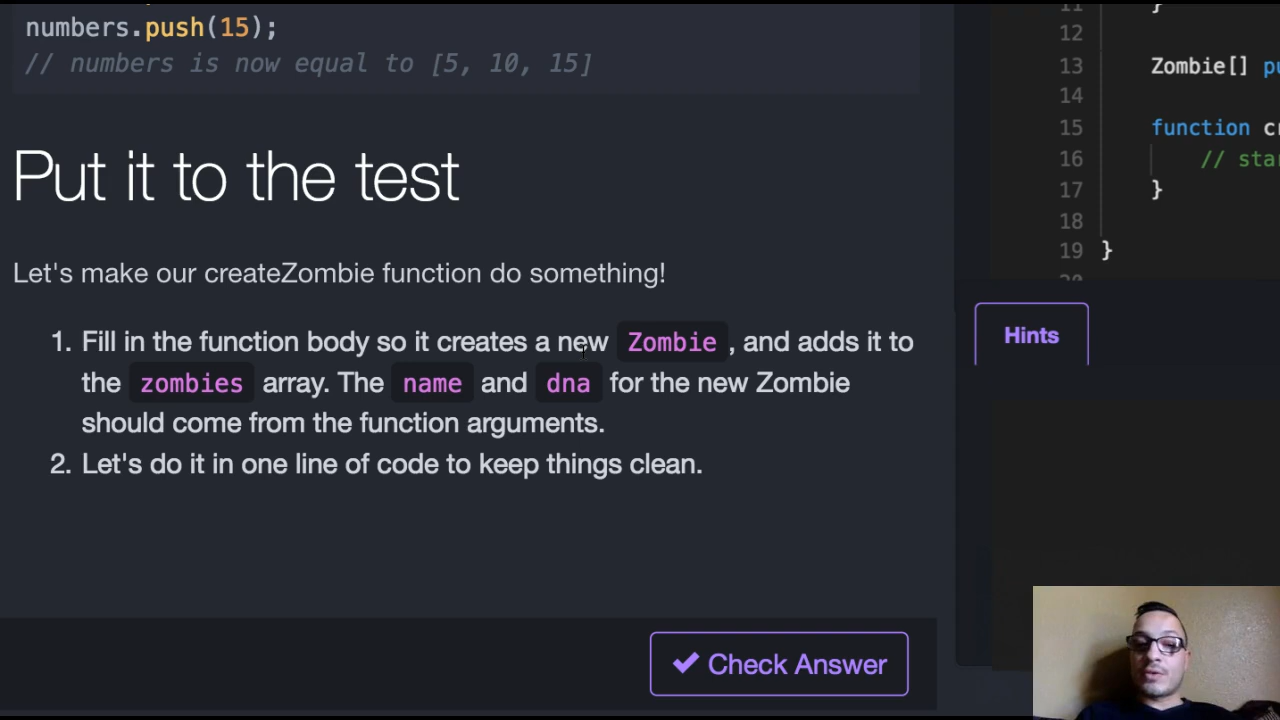 numbers.push(15);
// numbers is now equal to [5, 10, 15]
Put it to the test
Let's make our createZombie function do something!
1. Fill in the function body so it creates a new Zombie , and adds it to
the zombies array. The name and dna for the new Zombie
should come from the function arguments.
2. Let's do it in one line of code to keep things clean.
Check Answer
11 }
12
13 Zombie[]
14
15 function
16 //
17 }
18
19 }
Hints